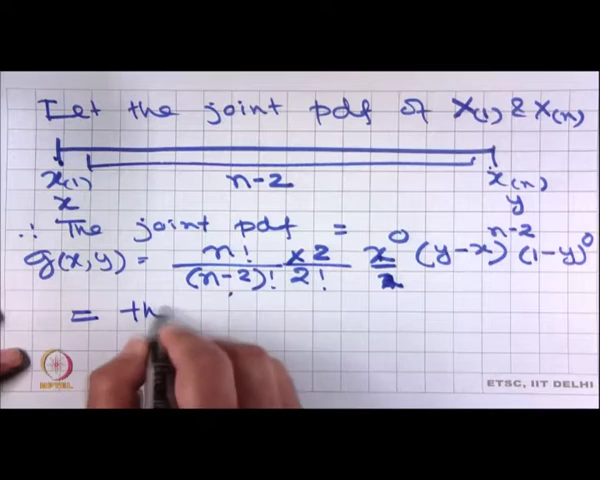 Let the joint pdf of X(1) & X(n)
x(1) n-2 x(n)
x y
∴ The joint pdf =
g(x,y) = n! / (n-2)! × 2 / 2! x^0 (y-x)^n-2 (1-y)^0
=
NPTEL
ETSC, IIT DELHI